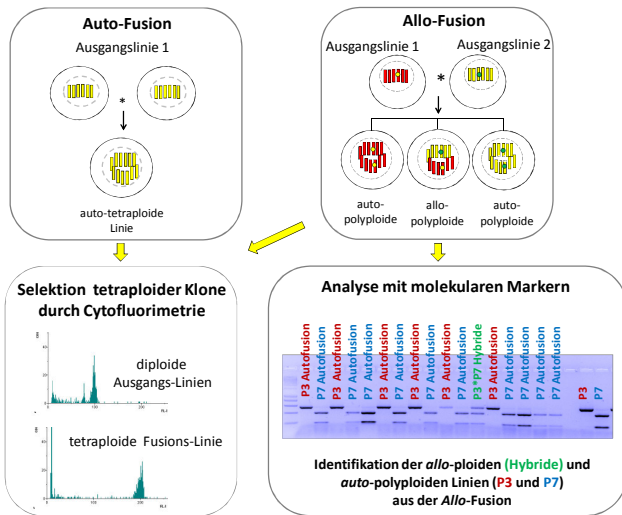 Auto-Fusion
Ausgangslinie 1
*
auto-tetraploide
Linie
Allo-Fusion
Ausgangslinie 1
Ausgangslinie 2
*
auto-
polyploide
allo-
polyploide
auto-
polyploide
Selektion tetraploider Klone
durch Cytofluorimetrie
diploide
Ausgangs-Linien
100
200
tetraploide Fusions-Linie
100
200
Analyse mit molekularen Markern
P3 Autofusion
P7 Autofusion
P3 Autofusion
P7 Autofusion
P7 Autofusion
P3 Autofusion
P7 Autofusion
P3 Autofusion
P7 Autofusion
P3 Autofusion
P7 Autofusion
P3*P7 Hybride
P3 Autofusion
P7 Autofusion
P7 Autofusion
P7 Autofusion
P7 Autofusion
P3
P7
Identifikation der allo-ploiden (Hybride) und
auto-polyploiden Linien (P3 und P7)
aus der Allo-Fusion